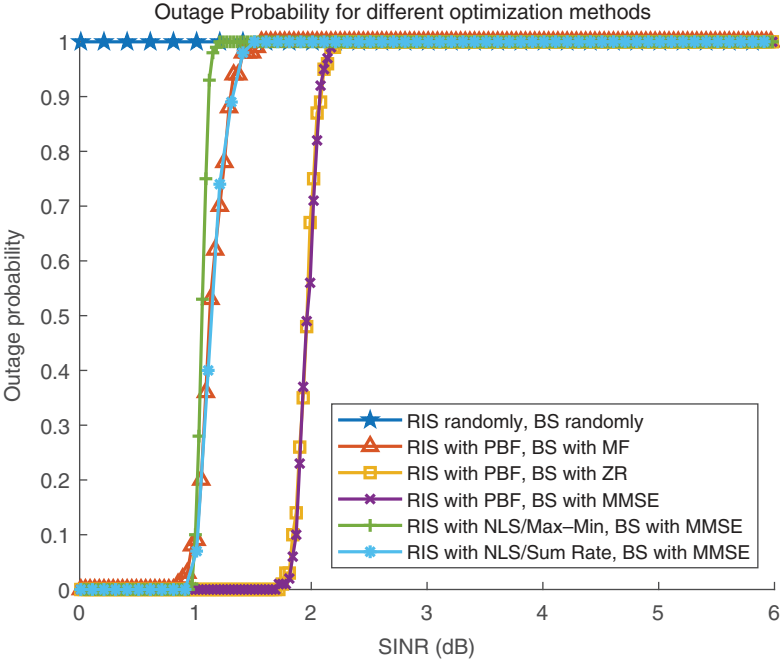 Outage Probability for different optimization methods
Outage probability
1
0.9
0.8
0.7
0.6
0.5
0.4
0.3
0.2
0.1
0
RIS randomly, BS randomly
RIS with PBF, BS with MF
RIS with PBF, BS with ZR
RIS with PBF, BS with MMSE
RIS with NLS/Max–Min, BS with MMSE
RIS with NLS/Sum Rate, BS with MMSE
0 1 2 3 4 5 6
SINR (dB)